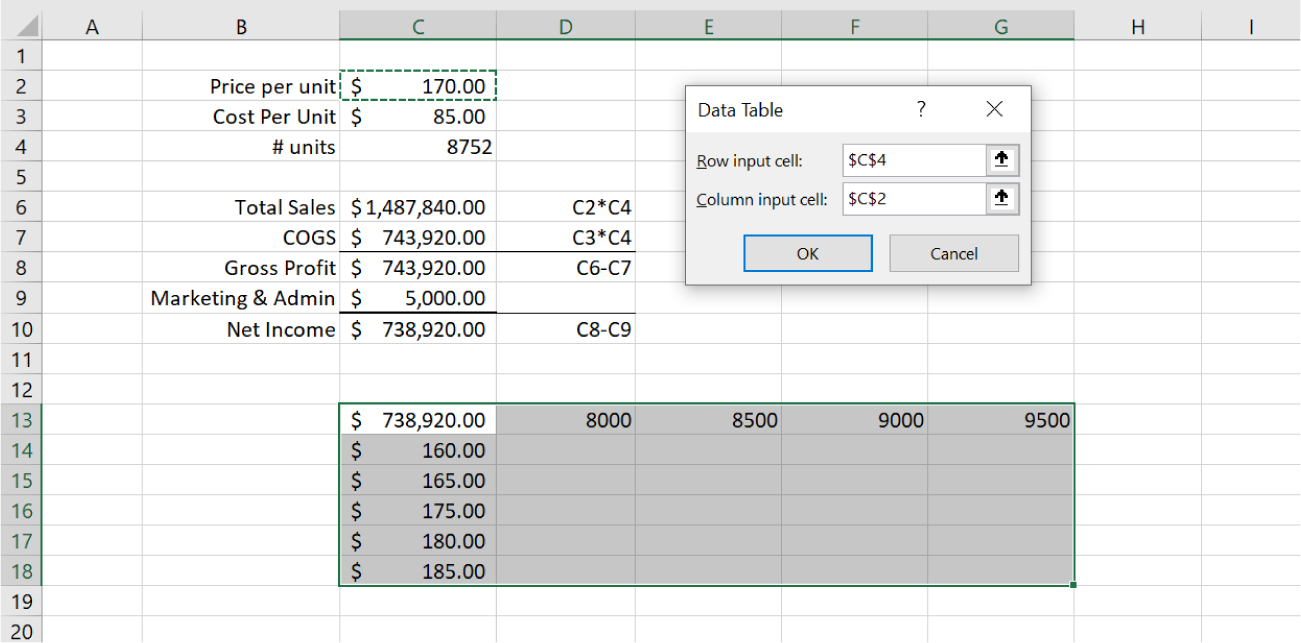 A B C D E F G H I
1
2 Price per unit $ 170.00
Data Table ? ×
3 Cost Per Unit $ 85.00
4 # units 8752
Row input cell: $C$4
5
Column input cell: $C$2
6 Total Sales $ 1,487,840.00 C2*C4
7 COGS $ 743,920.00 C3*C4
OK Cancel
8 Gross Profit $ 743,920.00 C6-C7
9 Marketing & Admin $ 5,000.00
10 Net Income $ 738,920.00 C8-C9
11
12
13 $ 738,920.00 8000 8500 9000 9500
14 $ 160.00
15 $ 165.00
16 $ 175.00
17 $ 180.00
18 $ 185.00
19
20